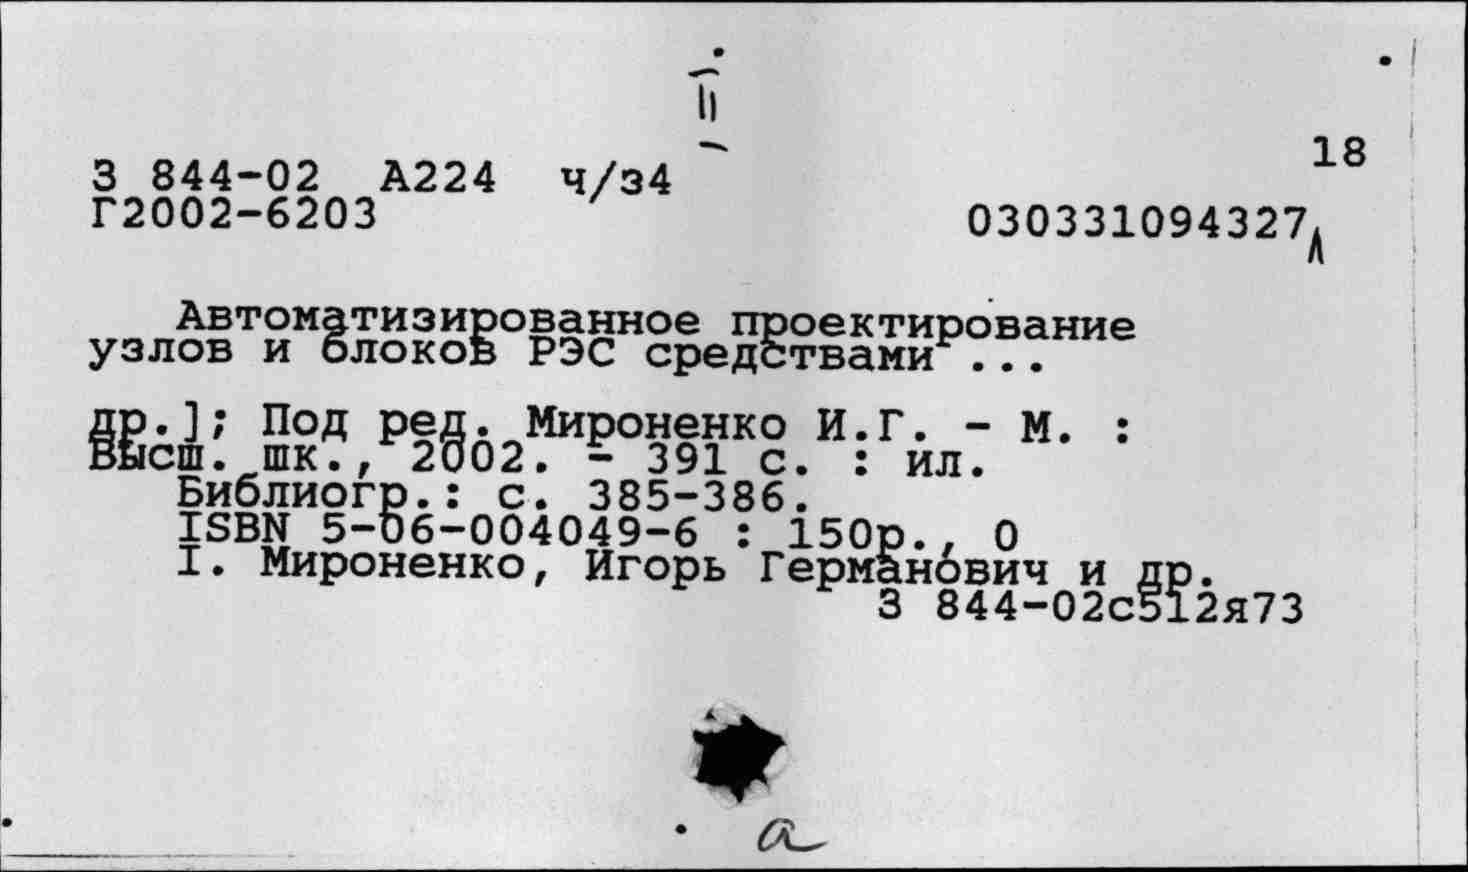 18
З 844-02 А224 ч/з4
Г2002-6203
030331094327
Л
Автоматизированное проектирование
узлов и блоков РЭС средствами ...
др.]; Под ред. Мироненко И.Г. - М. :
Высш. шк., 2002. - 391 с. : ил.
Библиогр.: с. 385-386.
ISBN 5-06-004049-6 : 150р., 0
I. Мироненко, Игорь Германович и др.
З 844-02с512я73
а